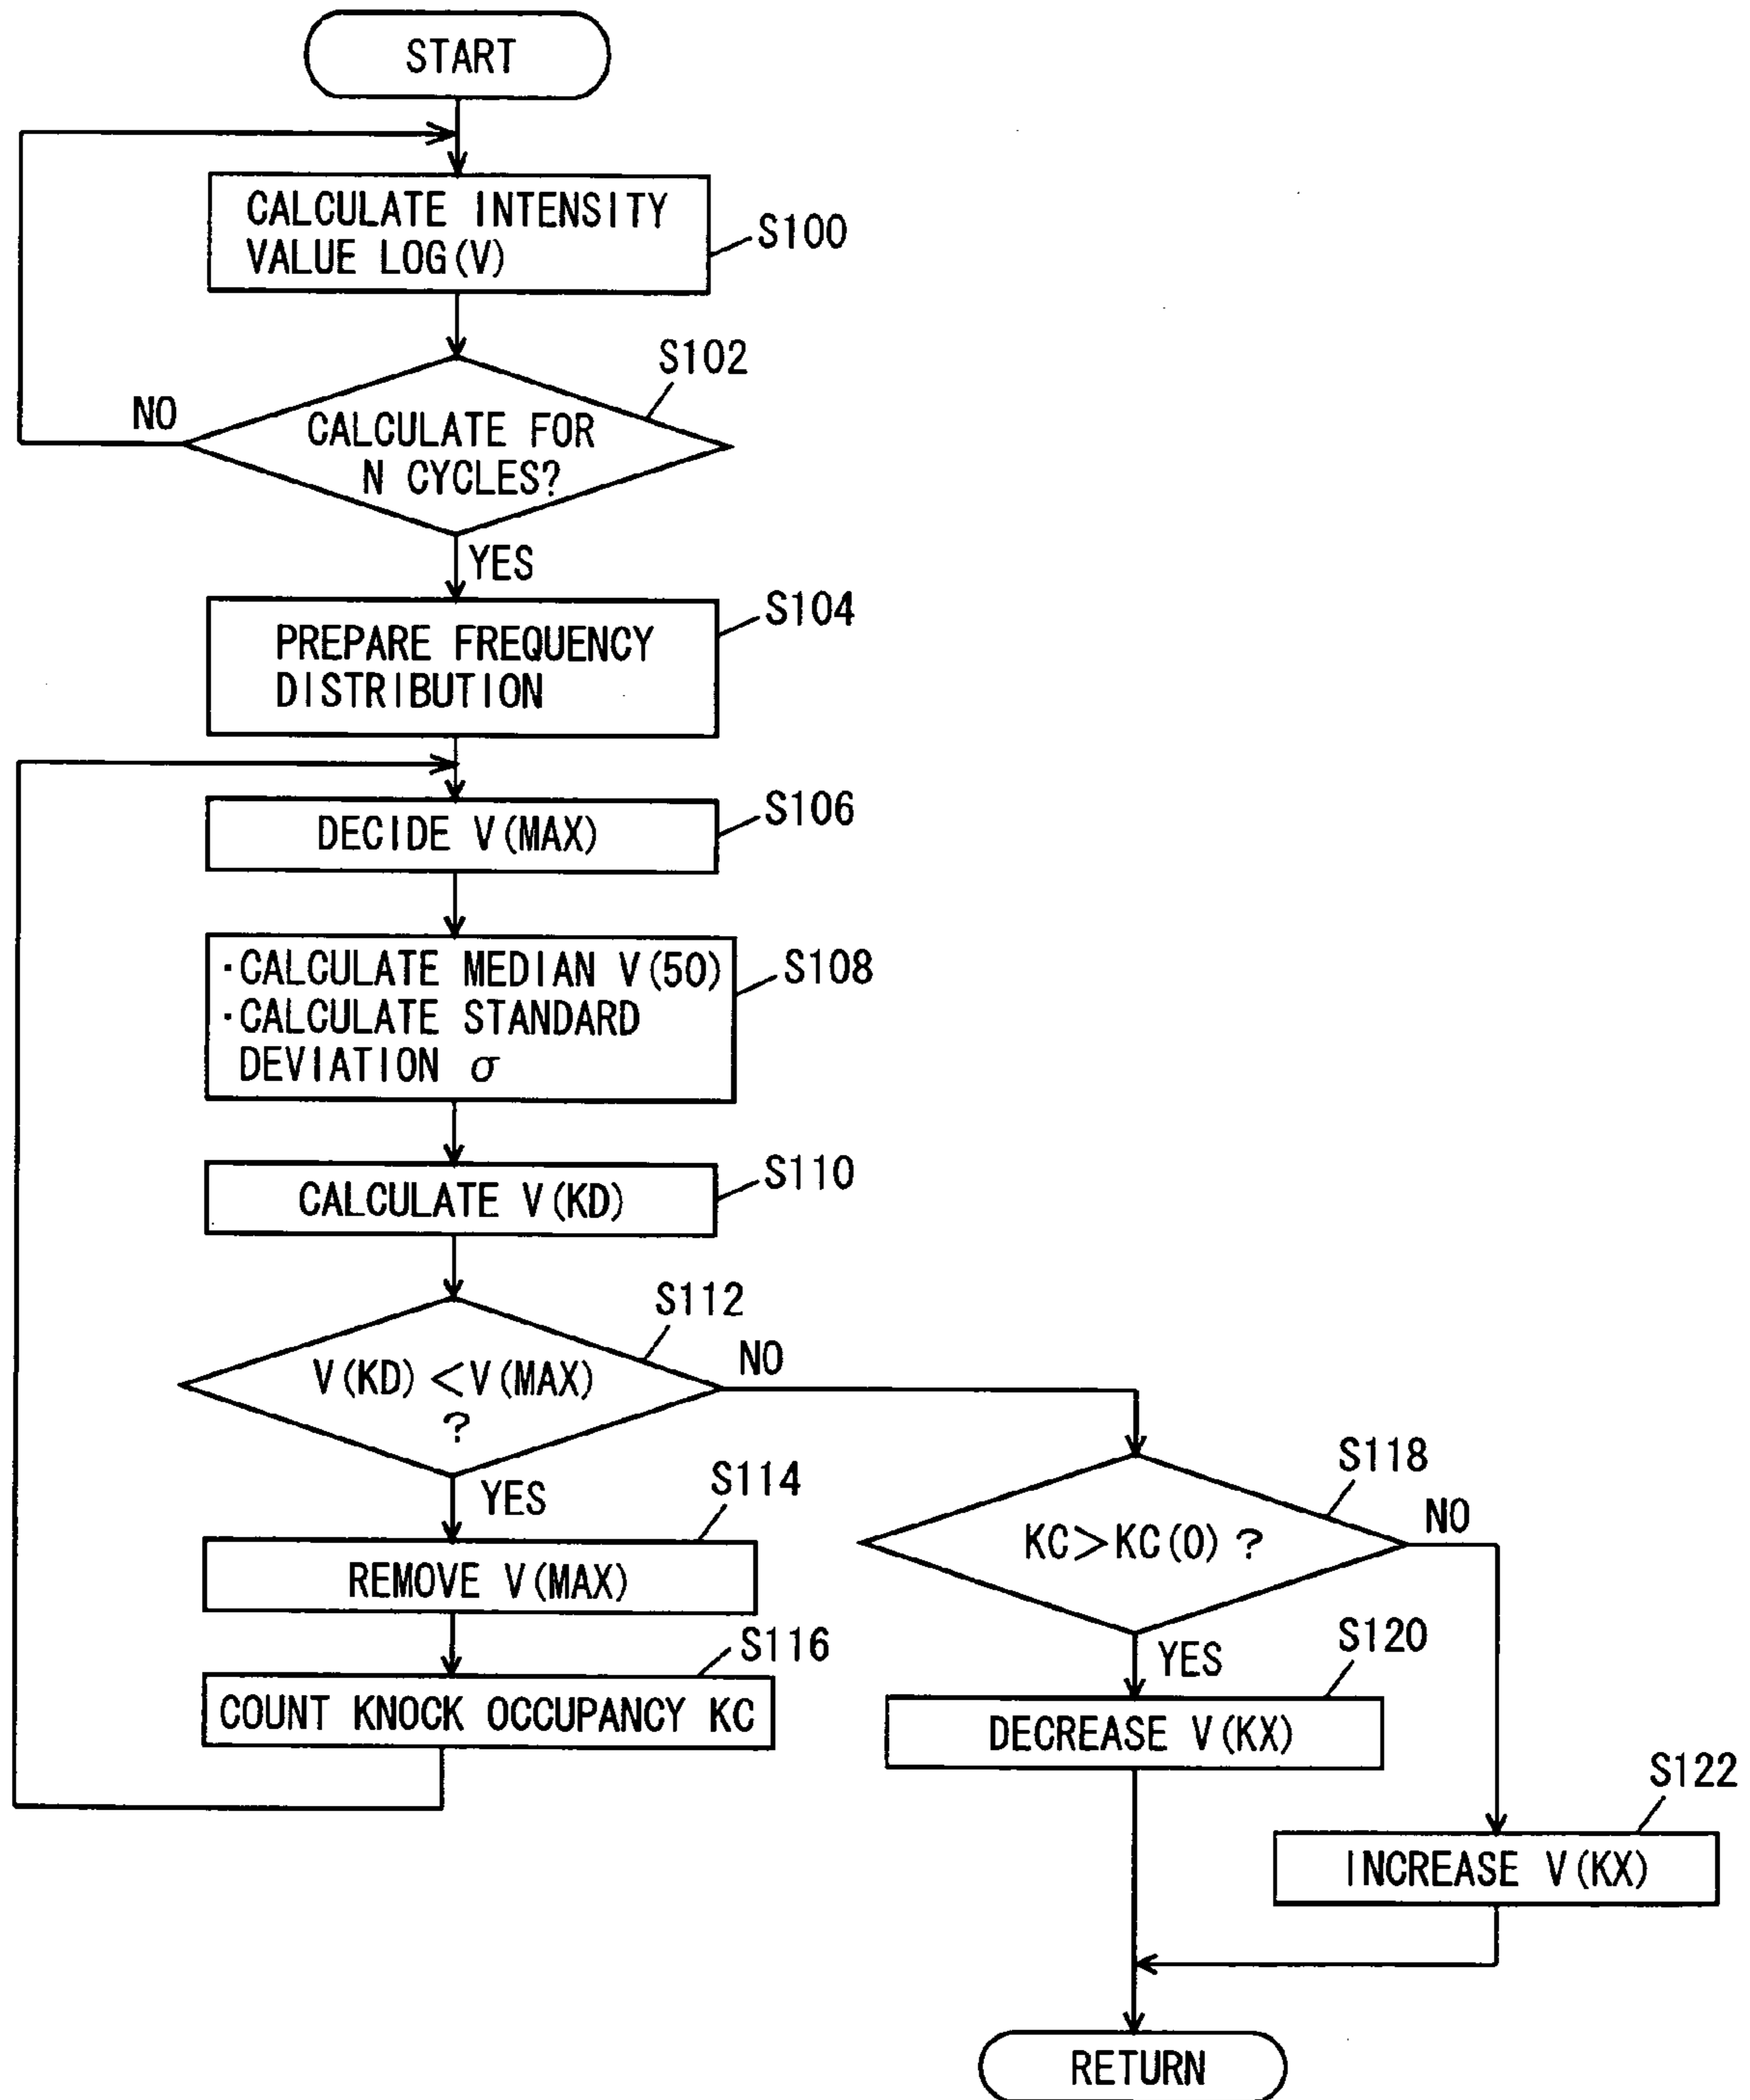 START
CALCULATE INTENSITY
VALUE LOG(V)
S100
S102
NO
CALCULATE FOR
N CYCLES?
YES
S104
PREPARE FREQUENCY
DISTRIBUTION
S106
DECIDE V(MAX)
·CALCULATE MEDIAN V(50)
·CALCULATE STANDARD
DEVIATION σ
S108
S110
CALCULATE V(KD)
S112
V(KD)<V(MAX)
?
NO
YES
S114
REMOVE V(MAX)
S116
COUNT KNOCK OCCUPANCY KC
S118
KC>KC(0)?
NO
YES
S120
DECREASE V(KX)
S122
INCREASE V(KX)
RETURN